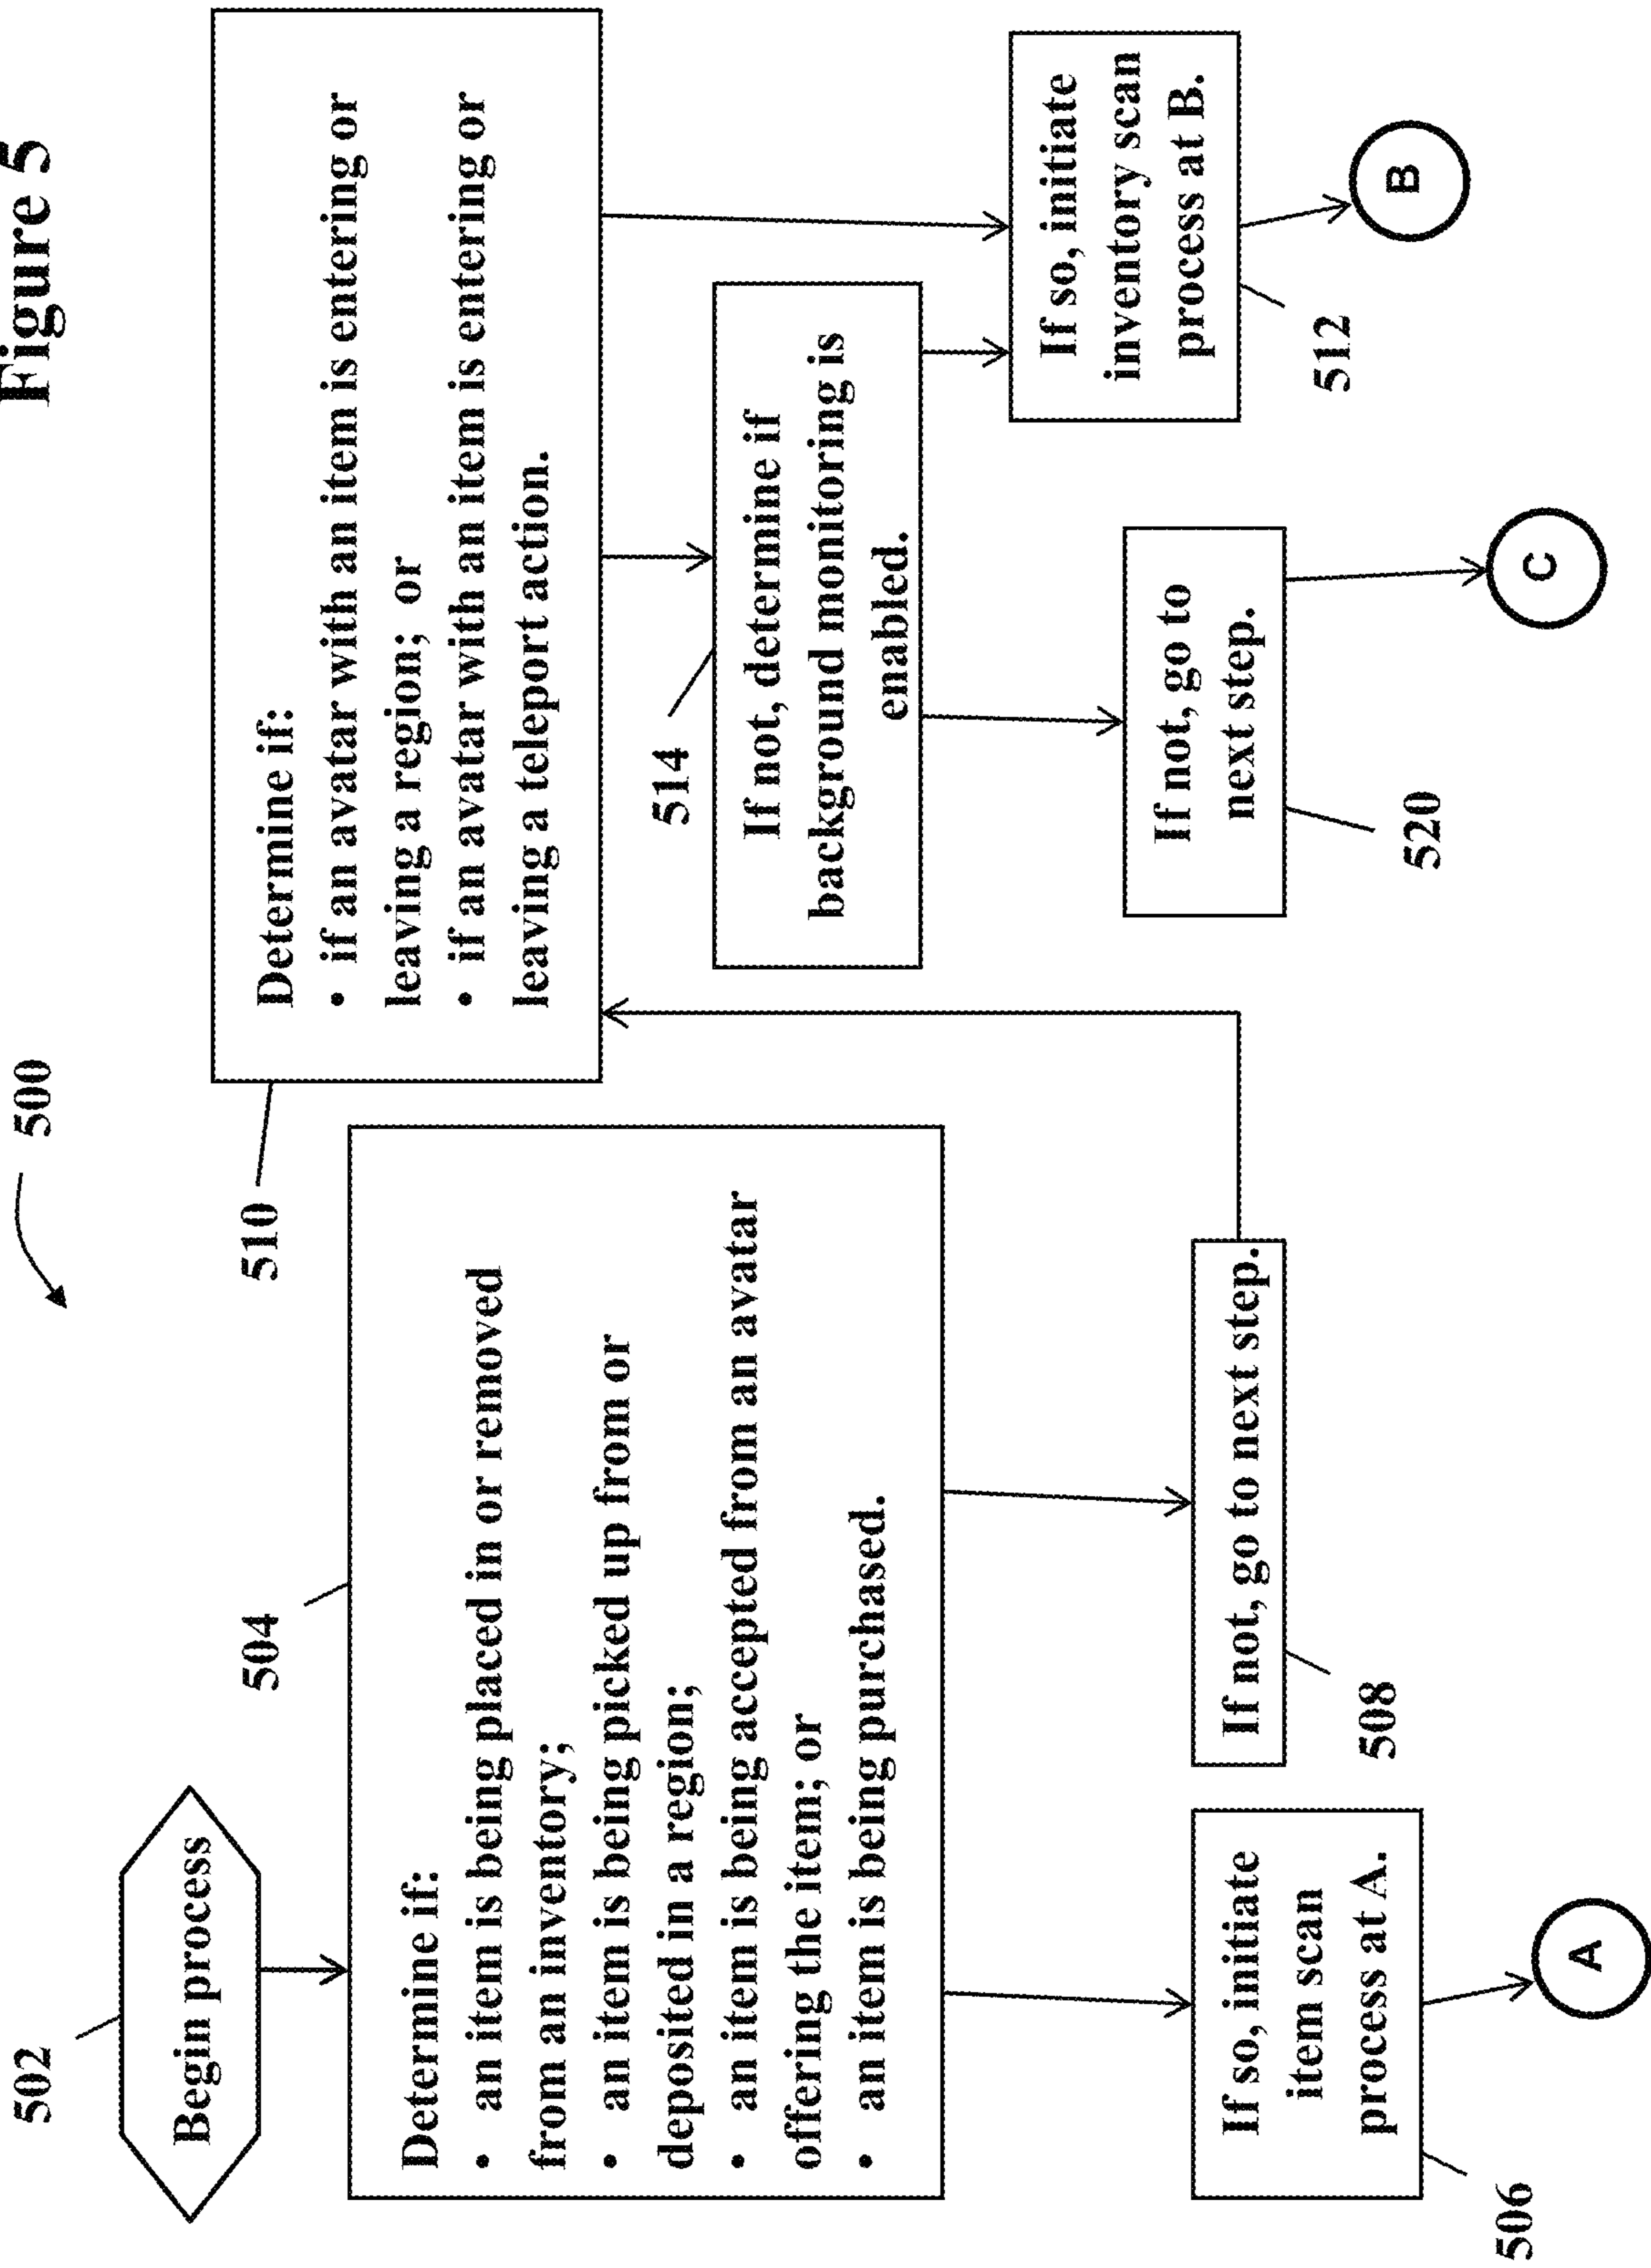 Figure 5
500
502
Begin process
504
Determine if:
• an item is being placed in or removed
from an inventory;
• an item is being picked up from or
deposited in a region;
• an item is being accepted from an avatar
offering the item; or
• an item is being purchased.
506
If so, initiate
item scan
process at A.
A
508
If not, go to next step.
510
Determine if:
• if an avatar with an item is entering or
leaving a region; or
• if an avatar with an item is entering or
leaving a teleport action.
514
If not, determine if
background monitoring is
enabled.
520
If not, go to
next step.
C
If so, initiate
inventory scan
process at B.
512
B